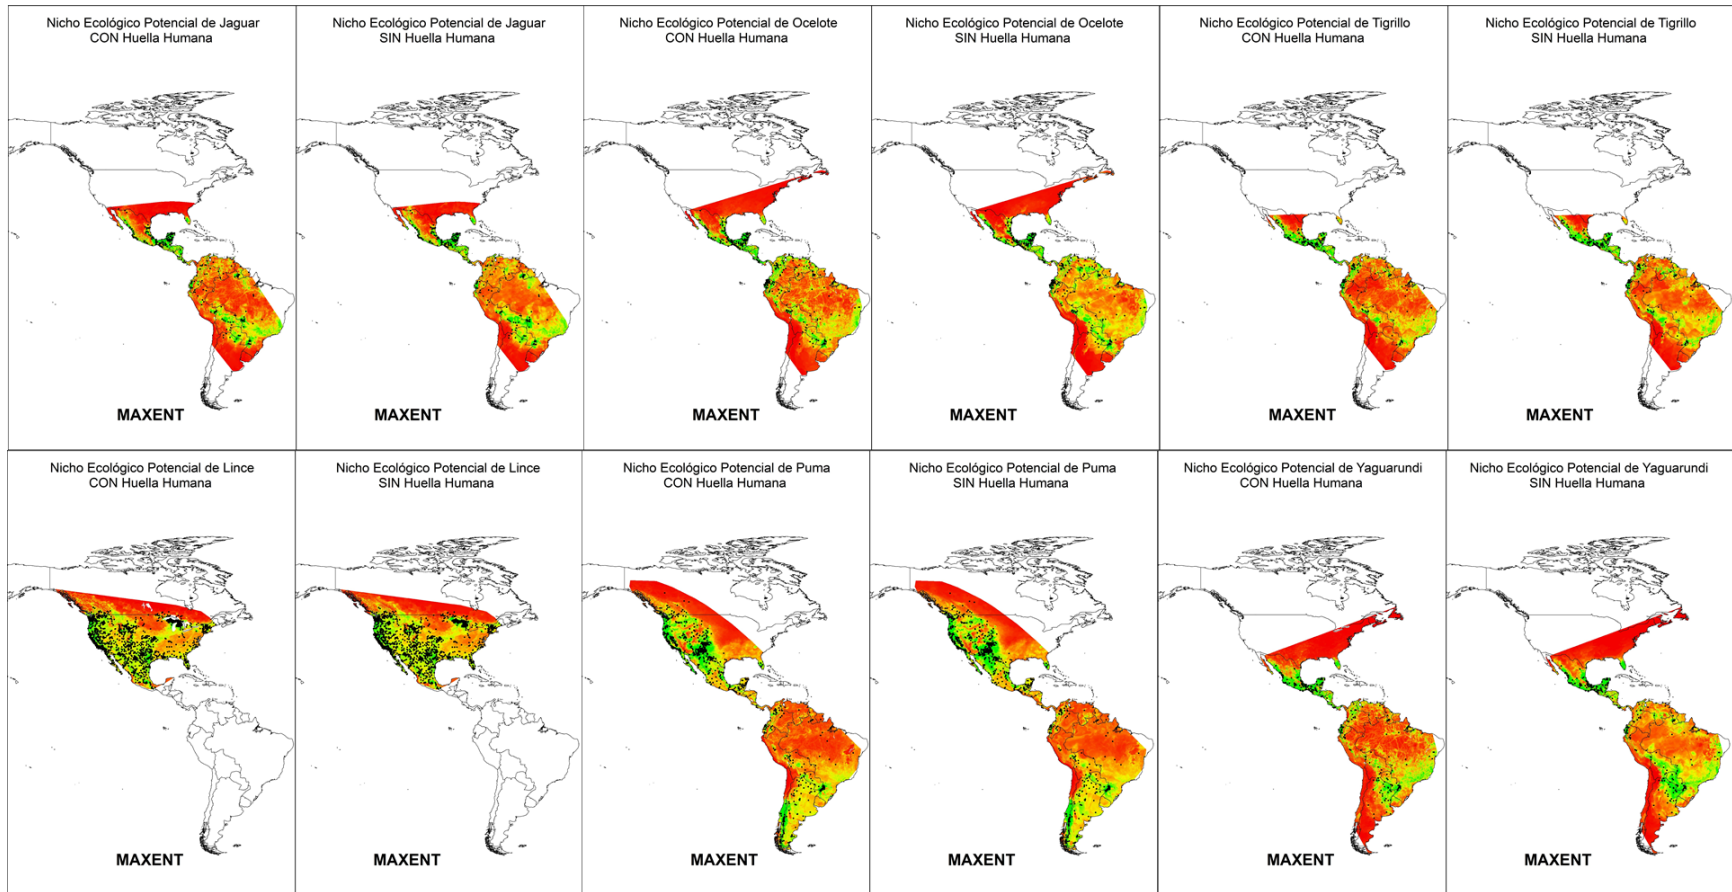 Nicho Ecológico Potencial de Jaguar
CON Huella Humana
Nicho Ecológico Potencial de Jaguar
SIN Huella Humana
Nicho Ecológico Potencial de Ocelote
CON Huella Humana
Nicho Ecológico Potencial de Ocelote
SIN Huella Humana
Nicho Ecológico Potencial de Tigrillo
CON Huella Humana
Nicho Ecológico Potencial de Tigrillo
SIN Huella Humana
MAXENT
MAXENT
MAXENT
MAXENT
MAXENT
MAXENT
Nicho Ecológico Potencial de Lince
CON Huella Humana
Nicho Ecológico Potencial de Lince
SIN Huella Humana
Nicho Ecológico Potencial de Puma
CON Huella Humana
Nicho Ecológico Potencial de Puma
SIN Huella Humana
Nicho Ecológico Potencial de Yaguarundi
CON Huella Humana
Nicho Ecológico Potencial de Yaguarundi
SIN Huella Humana
MAXENT
MAXENT
MAXENT
MAXENT
MAXENT
MAXENT